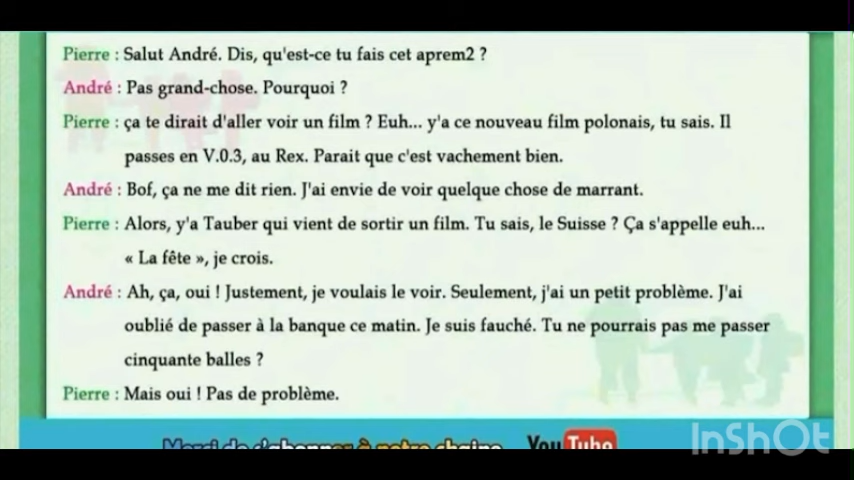 Pierre : Salut André. Dis, qu'est-ce tu fais cet aprem2 ?
André : Pas grand-chose. Pourquoi ?
Pierre : ça te dirait d'aller voir un film ? Euh... y'a ce nouveau film polonais, tu sais. Il
passes en V.0.3, au Rex. Parait que c'est vachement bien.
André : Bof, ça ne me dit rien. J'ai envie de voir quelque chose de marrant.
Pierre : Alors, y'a Tauber qui vient de sortir un film. Tu sais, le Suisse ? Ça s'appelle euh...
« La fête », je crois.
André : Ah, ça, oui ! Justement, je voulais le voir. Seulement, j'ai un petit problème. J'ai
oublié de passer à la banque ce matin. Je suis fauché. Tu ne pourrais pas me passer
cinquante balles ?
Pierre : Mais oui ! Pas de problème.
Merci de s'abonner à notre chaine YouTube
InShOt